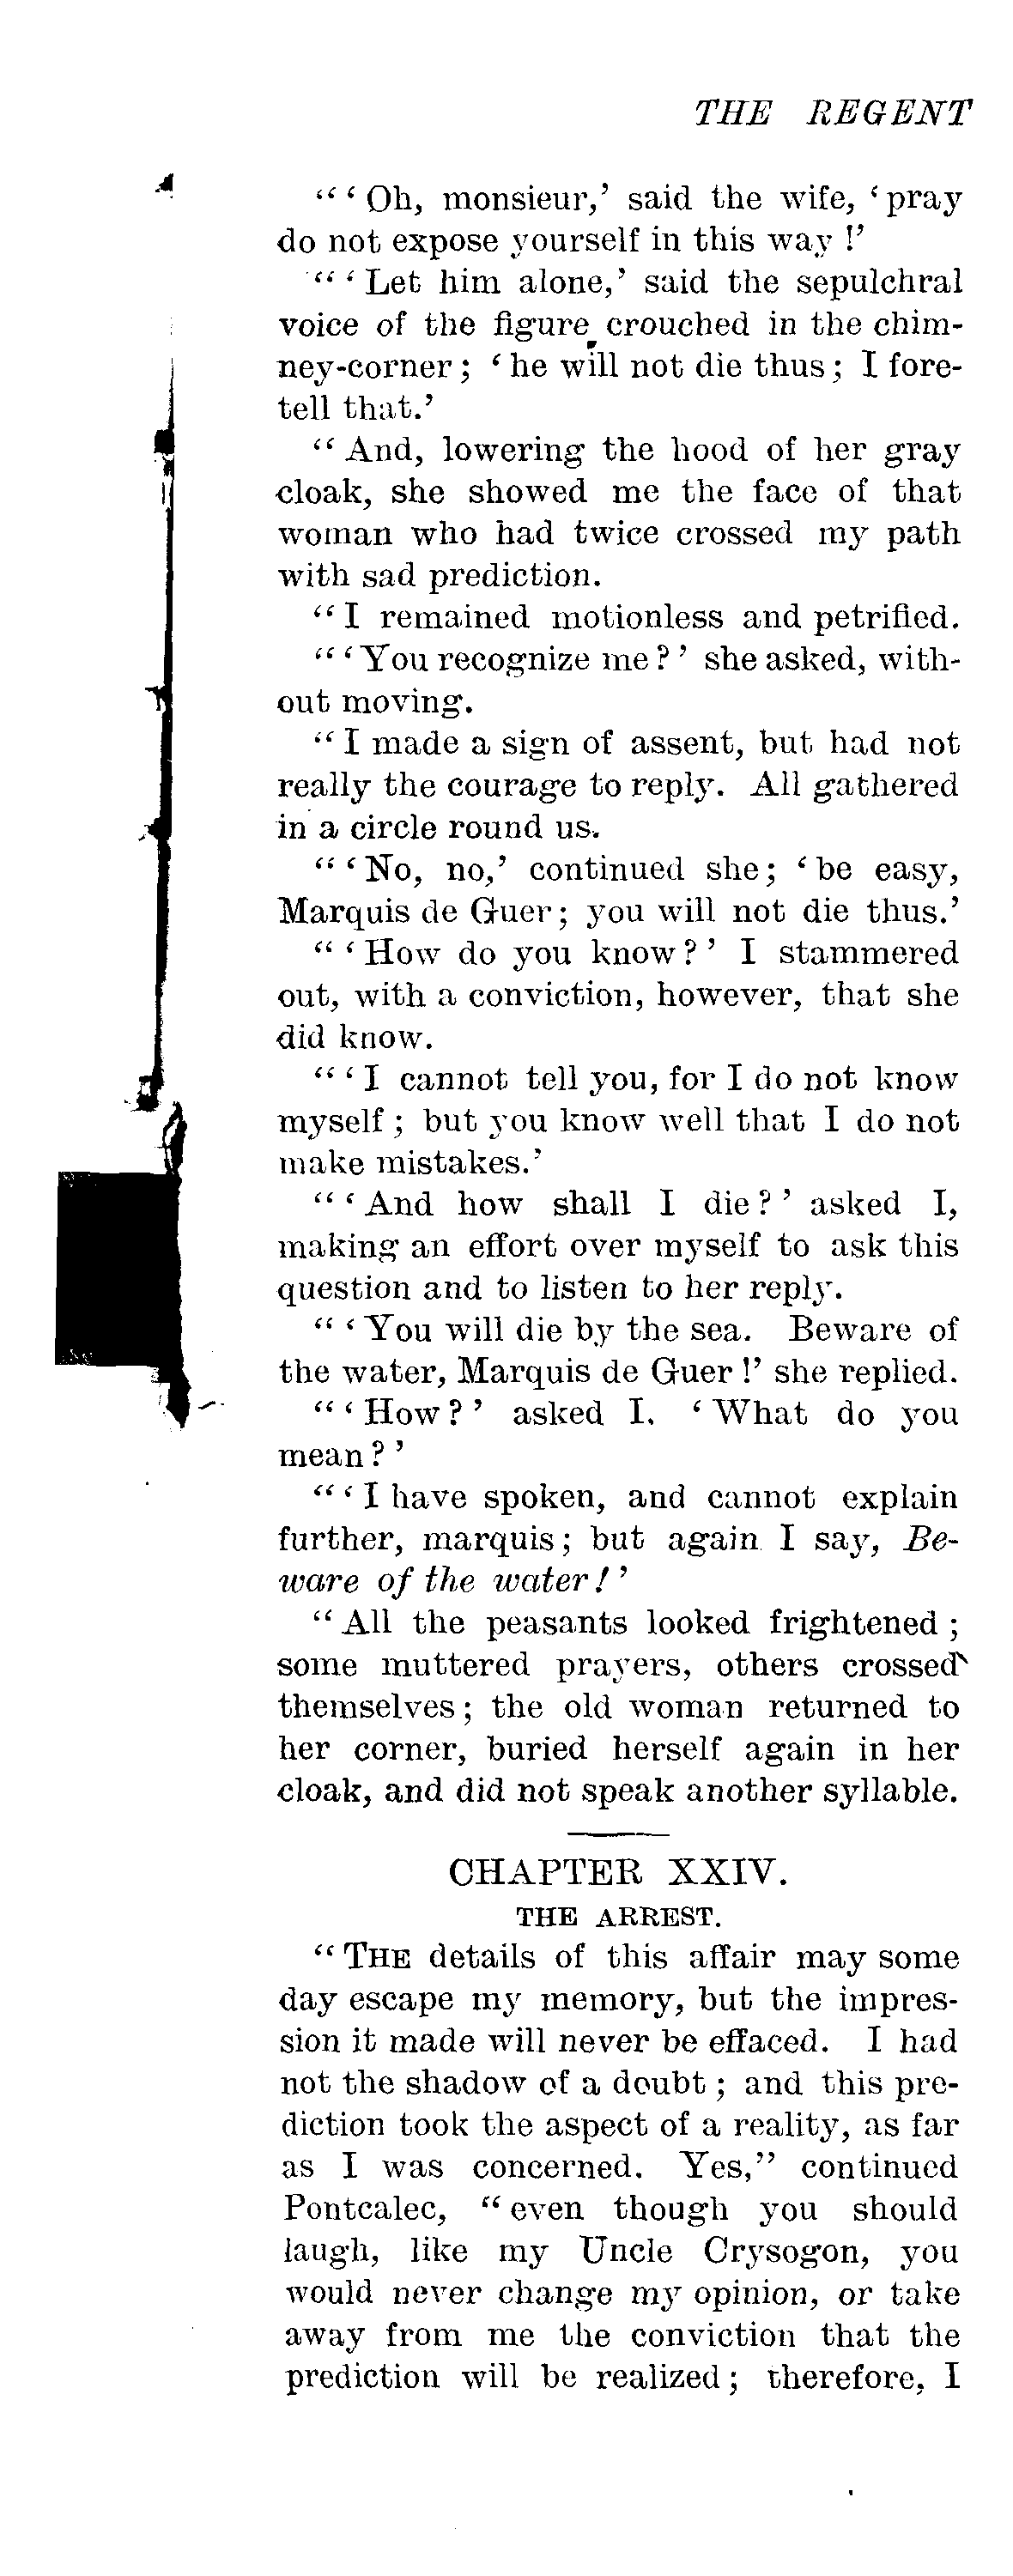 THE REGENT
“‘Oh, monsieur,’ said the wife, ‘pray
do not expose yourself in this way!’
“‘Let him alone,’ said the sepulchral
voice of the figure crouched in the chim-
ney-corner; ‘he will not die thus; I fore-
tell that.’
“And, lowering the hood of her gray
cloak, she showed me the face of that
woman who had twice crossed my path
with sad prediction.
“I remained motionless and petrified.
“‘You recognize me?’ she asked, with-
out moving.
“I made a sign of assent, but had not
really the courage to reply. All gathered
in a circle round us.
“‘No, no,’ continued she; ‘be easy,
Marquis de Guer; you will not die thus.’
“‘How do you know?’ I stammered
out, with a conviction, however, that she
did know.
“‘I cannot tell you, for I do not know
myself; but you know well that I do not
make mistakes.’
“‘And how shall I die?’ asked I,
making an effort over myself to ask this
question and to listen to her reply.
“‘You will die by the sea. Beware of
the water, Marquis de Guer!’ she replied.
“‘How?’ asked I. ‘What do you
mean?’
“‘I have spoken, and cannot explain
further, marquis; but again I say, Be-
ware of the water!’
“All the peasants looked frightened;
some muttered prayers, others crossed
themselves; the old woman returned to
her corner, buried herself again in her
cloak, and did not speak another syllable.
CHAPTER XXIV.
THE ARREST.
“THE details of this affair may some
day escape my memory, but the impres-
sion it made will never be effaced. I had
not the shadow of a doubt; and this pre-
diction took the aspect of a reality, as far
as I was concerned. Yes,” continued
Pontcalec, “even though you should
laugh, like my Uncle Crysogon, you
would never change my opinion, or take
away from me the conviction that the
prediction will be realized; therefore, I